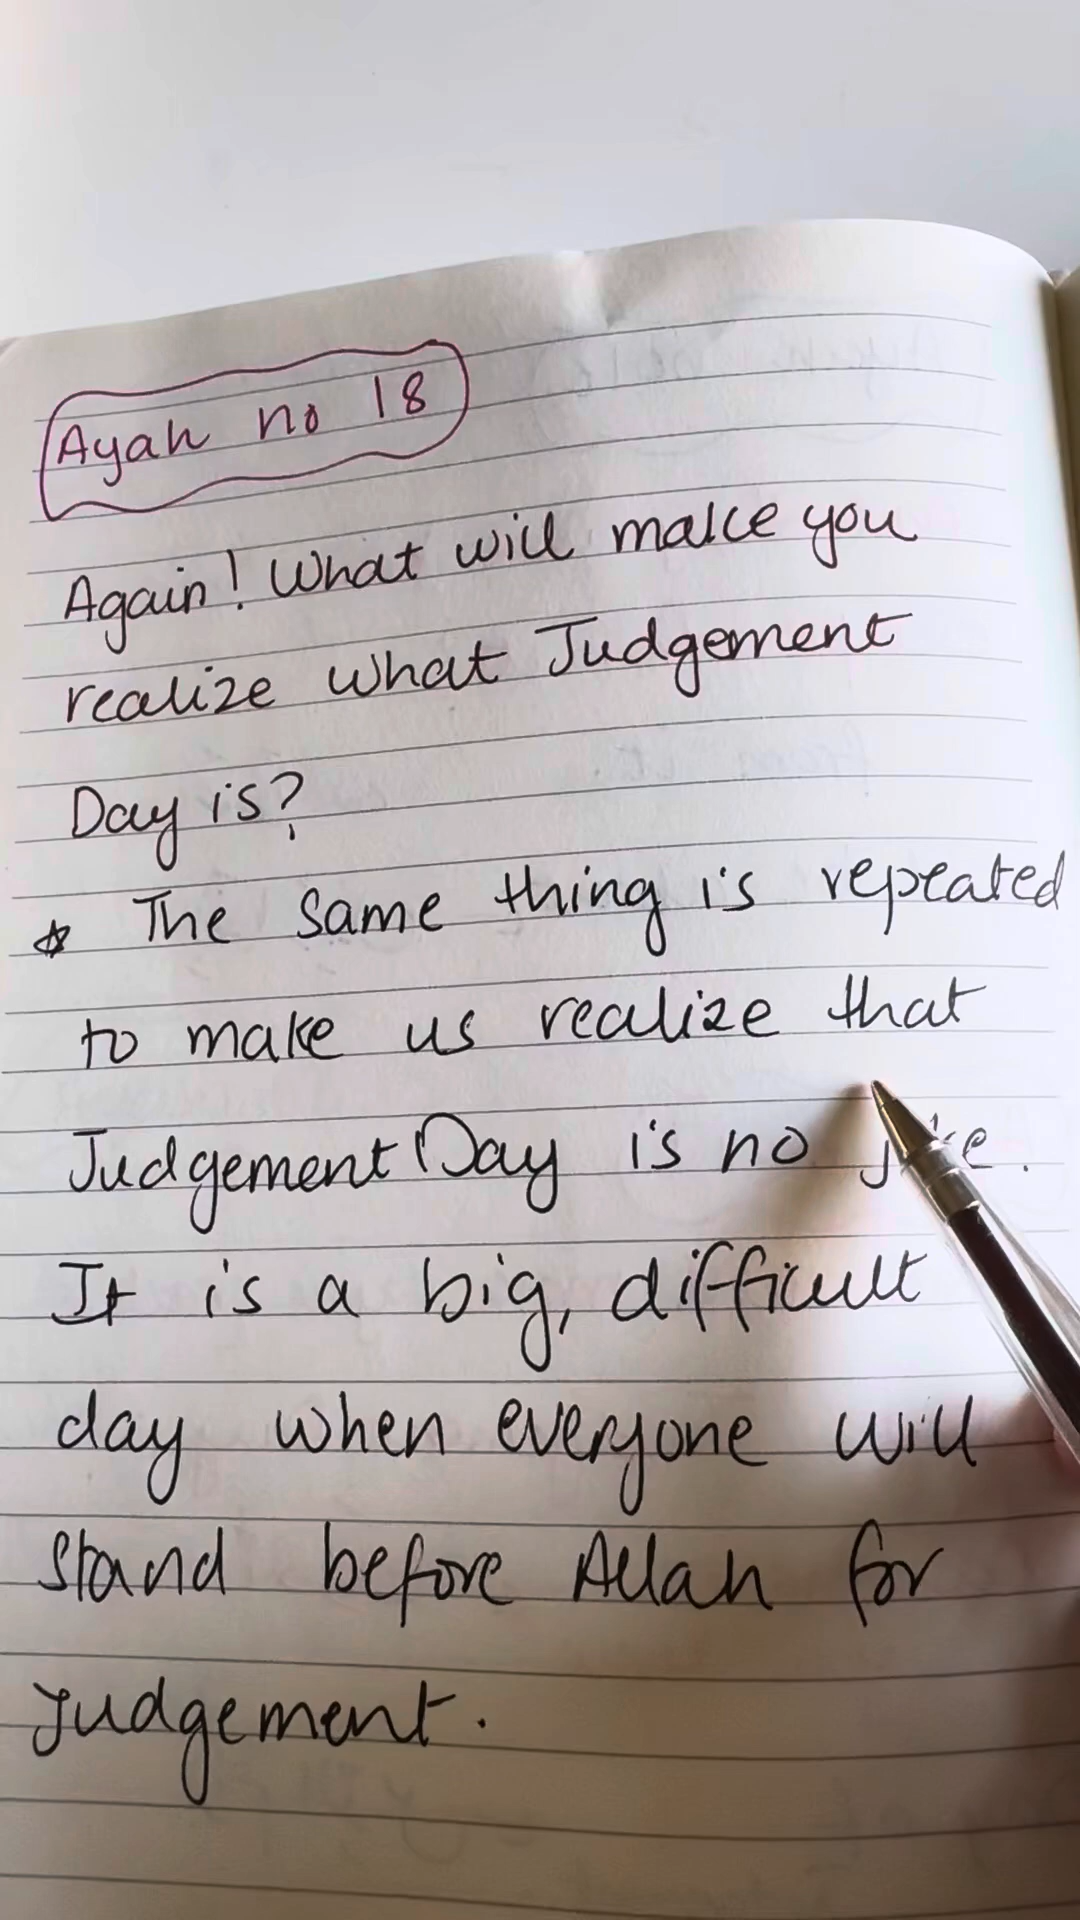 Ayah no 18
Again! What will make you
realize what Judgement
Day is?
☆ The same thing is repeated
to make us realize that
Judgement Day is no
It is a big, difficult
day when everyone will
stand before Allah for
judgement.